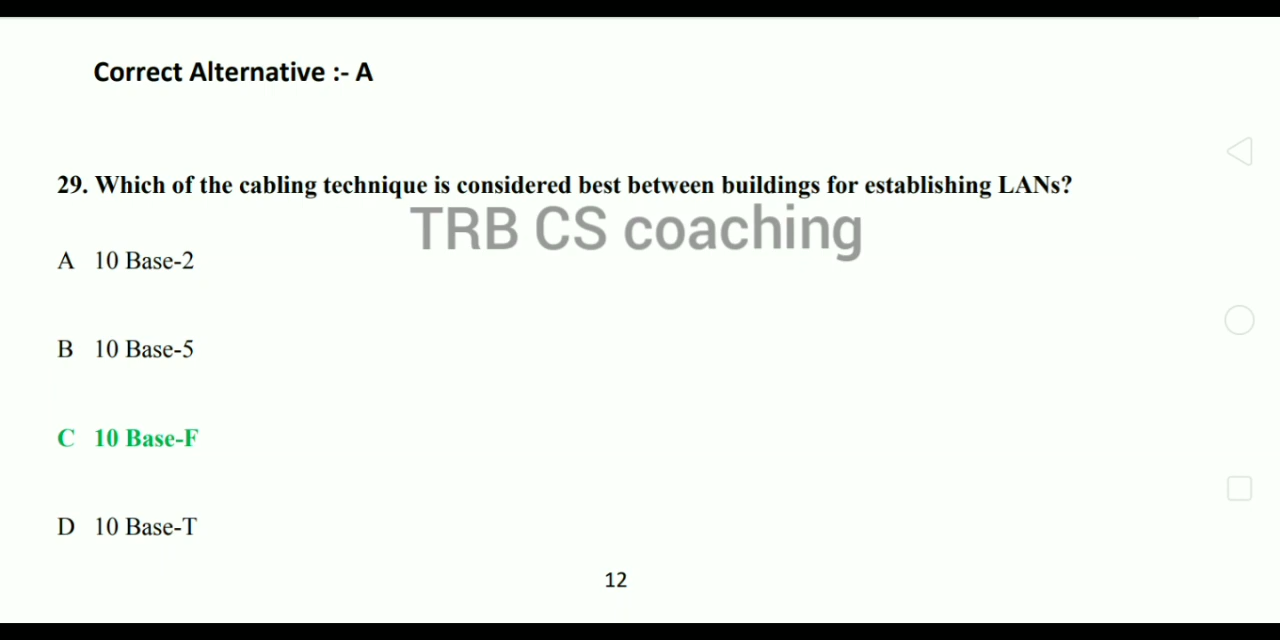 Correct Alternative :- A
29. Which of the cabling technique is considered best between buildings for establishing LANs?
TRB CS coaching
A 10 Base-2
B 10 Base-5
C 10 Base-F
D 10 Base-T
12